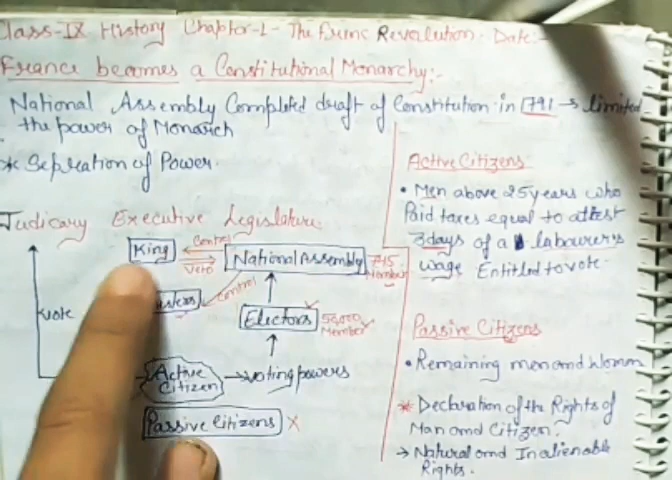 Class-IX History Chapter-1- The Frinc Revolution. Date:-
France becomes a Constitutional Monarchy:-
National Assembly Completed draft of Constitution in 1791 → limited
the power of Monarch
* Sepreation of Power.
Judicary Executive Legislature.
King
Control
Veto
National Assembly
745
Member
Control
Electors
50,000
Member
vote
Active
Citizen
→ voting powers
Passive Citizens x
Active Citizens
• Men above 25 years who
Paid taxes equal to atlest
3 days of a labourer's
wage Entitled to vote.
Passive Citizens
• Remaining men and Women
* Declaration of the Rights of
Man and Citizen.
→ Natural and Inalienable
Rights.